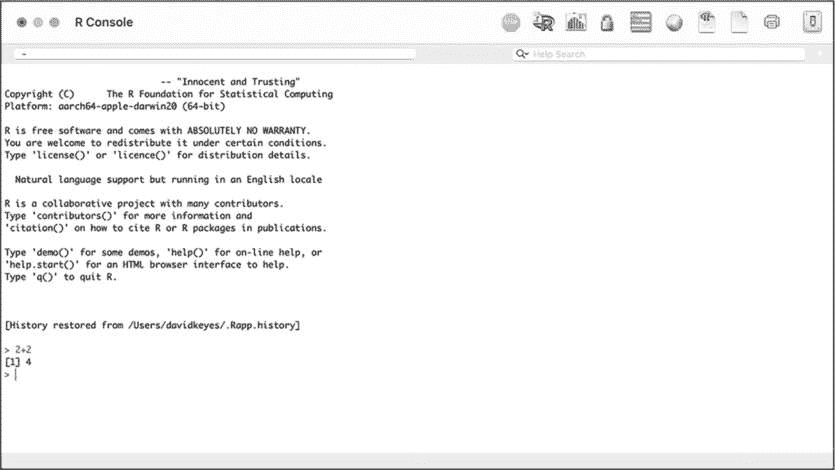 R Console
Help Search
-- "Innocent and Trusting"
Copyright (C)      The R Foundation for Statistical Computing
Platform: aarch64-apple-darwin20 (64-bit)
R is free software and comes with ABSOLUTELY NO WARRANTY.
You are welcome to redistribute it under certain conditions.
Type 'license()' or 'licence()' for distribution details.
Natural language support but running in an English locale
R is a collaborative project with many contributors.
Type 'contributors()' for more information and
'citation()' on how to cite R or R packages in publications.
Type 'demo()' for some demos, 'help()' for on-line help, or
'help.start()' for an HTML browser interface to help.
Type 'q()' to quit R.
[History restored from /Users/davidkeyes/.Rapp.history]
> 2+2
[1] 4
>